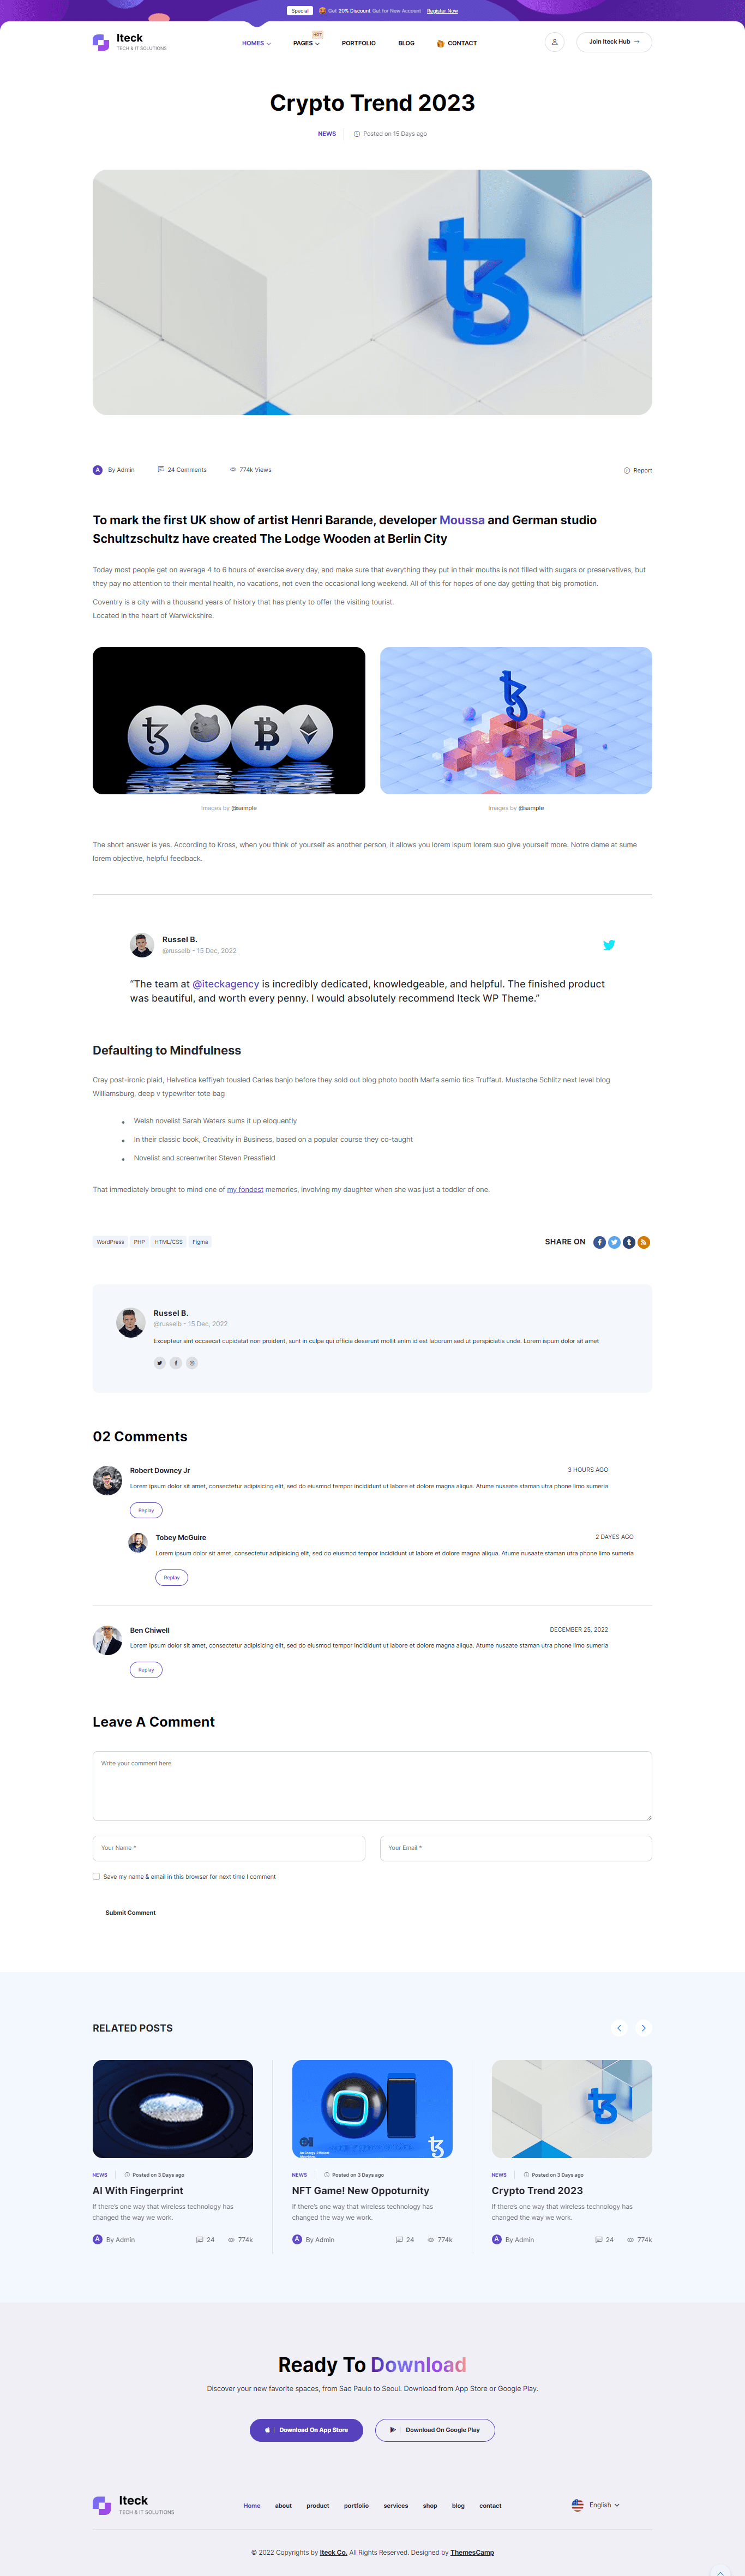 Special Get 20% Discount Get for New Account Register Now
Iteck
TECH & IT SOLUTIONS
HOMES
HOT
PAGES
PORTFOLIO
BLOG
CONTACT
Join Iteck Hub
Crypto Trend 2023
NEWS Posted on 15 Days ago
A By Admin 24 Comments 774k Views Report
To mark the first UK show of artist Henri Barande, developer Moussa and German studio
Schultzschultz have created The Lodge Wooden at Berlin City
Today most people get on average 4 to 6 hours of exercise every day, and make sure that everything they put in their mouths is not filled with sugars or preservatives, but
they pay no attention to their mental health, no vacations, not even the occasional long weekend. All of this for hopes of one day getting that big promotion.
Coventry is a city with a thousand years of history that has plenty to offer the visiting tourist.
Located in the heart of Warwickshire.
Images by @sample
Images by @sample
The short answer is yes. According to Kross, when you think of yourself as another person, it allows you lorem ispum lorem suo give yourself more. Notre dame at sume
lorem objective, helpful feedback.
Russel B.
@russelb - 15 Dec, 2022
“The team at @iteckagency is incredibly dedicated, knowledgeable, and helpful. The finished product
was beautiful, and worth every penny. I would absolutely recommend Iteck WP Theme.”
Defaulting to Mindfulness
Cray post-ironic plaid, Helvetica keffiyeh tousled Carles banjo before they sold out blog photo booth Marfa semio tics Truffaut. Mustache Schlitz next level blog
Williamsburg, deep v typewriter tote bag
• Welsh novelist Sarah Waters sums it up eloquently
• In their classic book, Creativity in Business, based on a popular course they co-taught
• Novelist and screenwriter Steven Pressfield
That immediately brought to mind one of my fondest memories, involving my daughter when she was just a toddler of one.
WordPress PHP HTML/CSS Figma
SHARE ON
Russel B.
@russelb - 15 Dec, 2022
Excepteur sint occaecat cupidatat non proident, sunt in culpa qui officia deserunt mollit anim id est laborum sed ut perspiciatis unde. Lorem ispum dolor sit amet
02 Comments
Robert Downey Jr 3 HOURS AGO
Lorem ipsum dolor sit amet, consectetur adipisicing elit, sed do eiusmod tempor incididunt ut labore et dolore magna aliqua. Atume nusaate staman utra phone limo sumeria
Replay
Tobey McGuire 2 DAYES AGO
Lorem ipsum dolor sit amet, consectetur adipisicing elit, sed do eiusmod tempor incididunt ut labore et dolore magna aliqua. Atume nusaate staman utra phone limo sumeria
Replay
Ben Chiwell DECEMBER 25, 2022
Lorem ipsum dolor sit amet, consectetur adipisicing elit, sed do eiusmod tempor incididunt ut labore et dolore magna aliqua. Atume nusaate staman utra phone limo sumeria
Replay
Leave A Comment
Write your comment here
Your Name *
Your Email *
Save my name & email in this browser for next time I comment
Submit Comment
RELATED POSTS
NEWS Posted on 3 Days ago
AI With Fingerprint
If there's one way that wireless technology has
changed the way we work.
A By Admin 24 774k
NEWS Posted on 3 Days ago
NFT Game! New Oppoturnity
If there's one way that wireless technology has
changed the way we work.
A By Admin 24 774k
NEWS Posted on 3 Days ago
Crypto Trend 2023
If there's one way that wireless technology has
changed the way we work.
A By Admin 24 774k
Ready To Download
Discover your new favorite spaces, from Sao Paulo to Seoul. Download from App Store or Google Play.
Download On App Store
Download On Google Play
Iteck
TECH & IT SOLUTIONS
Home about product portfolio services shop blog contact
English
© 2022 Copyrights by Iteck Co. All Rights Reserved. Designed by ThemesCamp